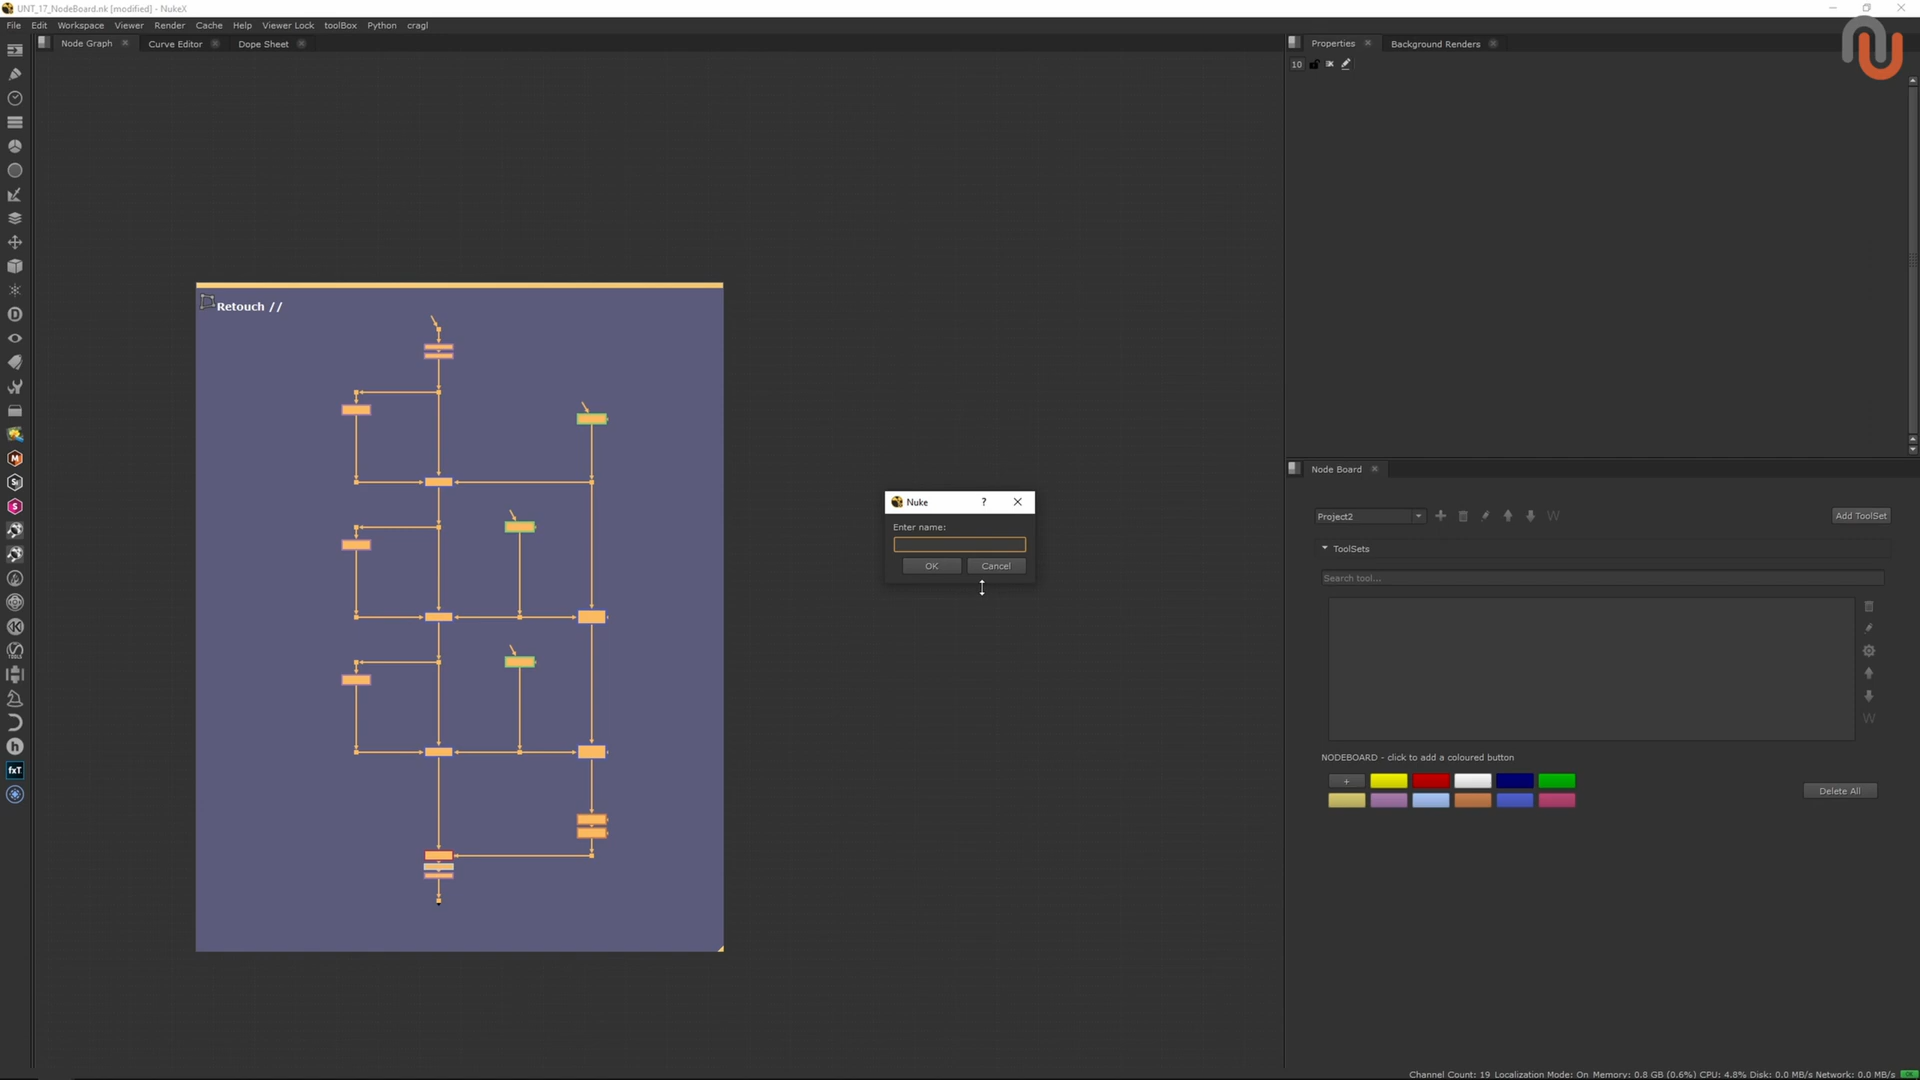 UNT_17_NodeBoard.nk [modified] - NukeX
File Edit Workspace Viewer Render Cache Help Viewer Lock toolBox Python cragl
Node Graph Curve Editor Dope Sheet
Properties Background Renders
10
Retouch //
Nuke ?
Enter name:
OK Cancel
Node Board
Project2 W Add ToolSet
ToolSets
Search tool...
W
NODEBOARD - click to add a coloured button
+
Delete All
fxT
Channel Count: 19 Localization Mode: On Memory: 0.8 GB (0.6%) CPU: 4.8% Disk: 0.0 MB/s Network: 0.0 MB/s